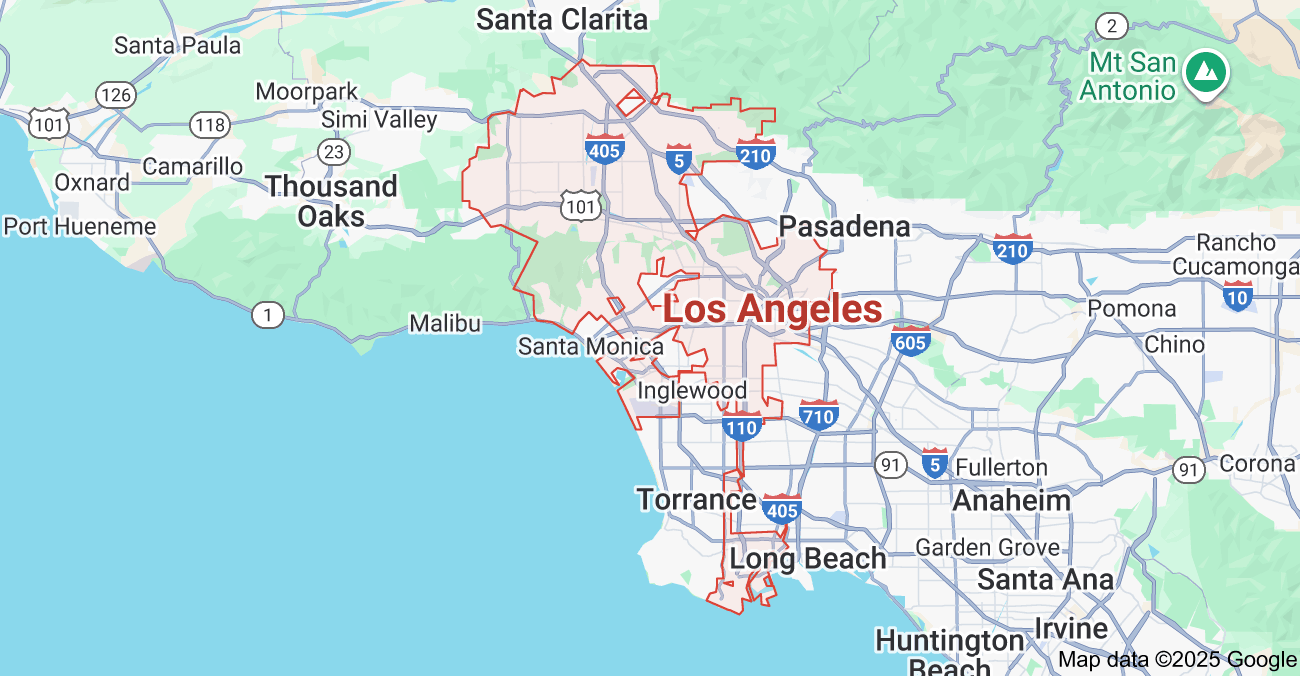 Santa Clarita
2
Santa Paula
Mt San
Antonio
126
Moorpark
101
118
Simi Valley
23
405
5
210
Camarillo
Oxnard
Thousand
Oaks
101
Port Hueneme
Pasadena
210
Rancho
Cucamonga
10
1
Malibu
Los Angeles
Pomona
Santa Monica
605
Chino
Inglewood
110
710
91
5
Fullerton
91
Corona
Torrance
405
Anaheim
Long Beach
Garden Grove
Santa Ana
Huntington
Beach
Irvine
Map data ©2025 Google